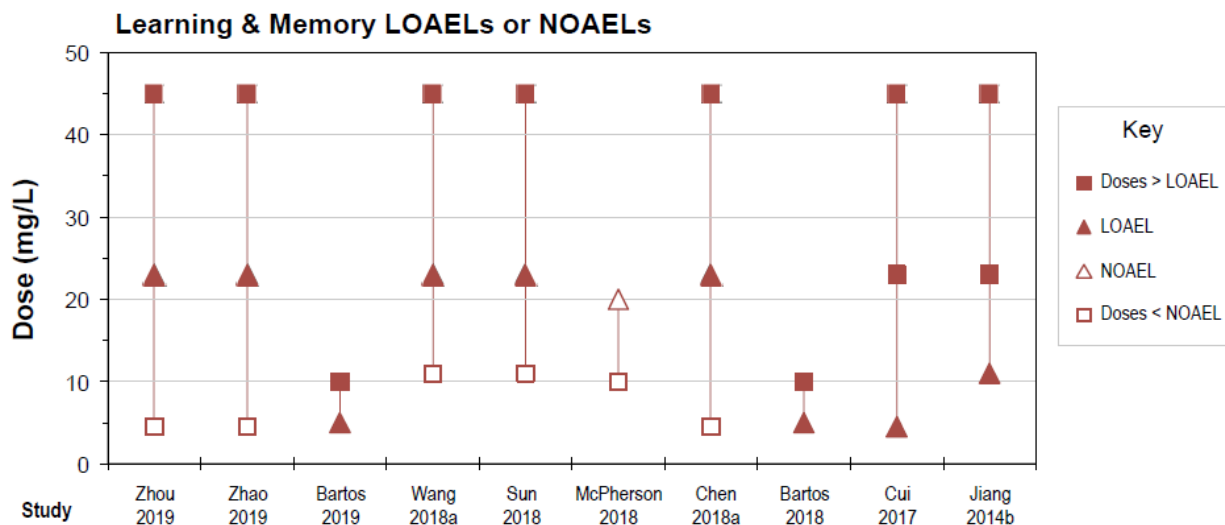 Learning & Memory LOAELs or NOAELs
50
40
30
20
10
0
Dose (mg/L)
Study
Zhou 2019
Zhao 2019
Bartos 2019
Wang 2018a
Sun 2018
McPherson 2018
Chen 2018a
Bartos 2018
Cui 2017
Jiang 2014b
Key
Doses > LOAEL
LOAEL
NOAEL
Doses < NOAEL